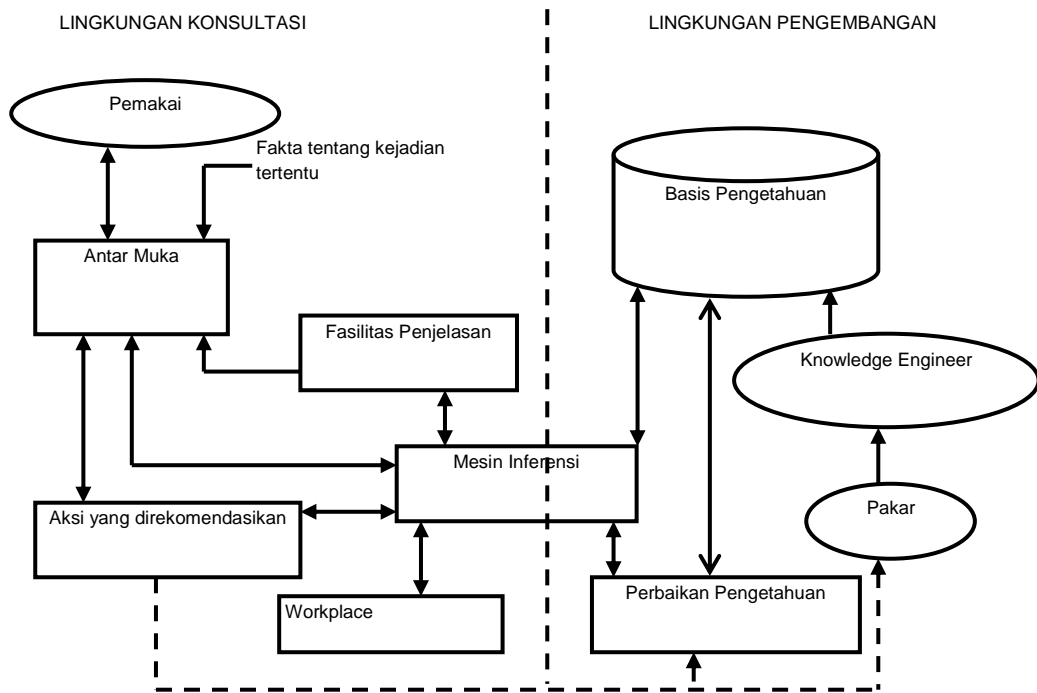 LINGKUNGAN KONSULTASI
LINGKUNGAN PENGEMBANGAN
Pemakai
Fakta tentang kejadian
tertentu
Basis Pengetahuan
Antar Muka
Fasilitas Penjelasan
Knowledge Engineer
Mesin Inferensi
Aksi yang direkomendasikan
Pakar
Workplace
Perbaikan Pengetahuan